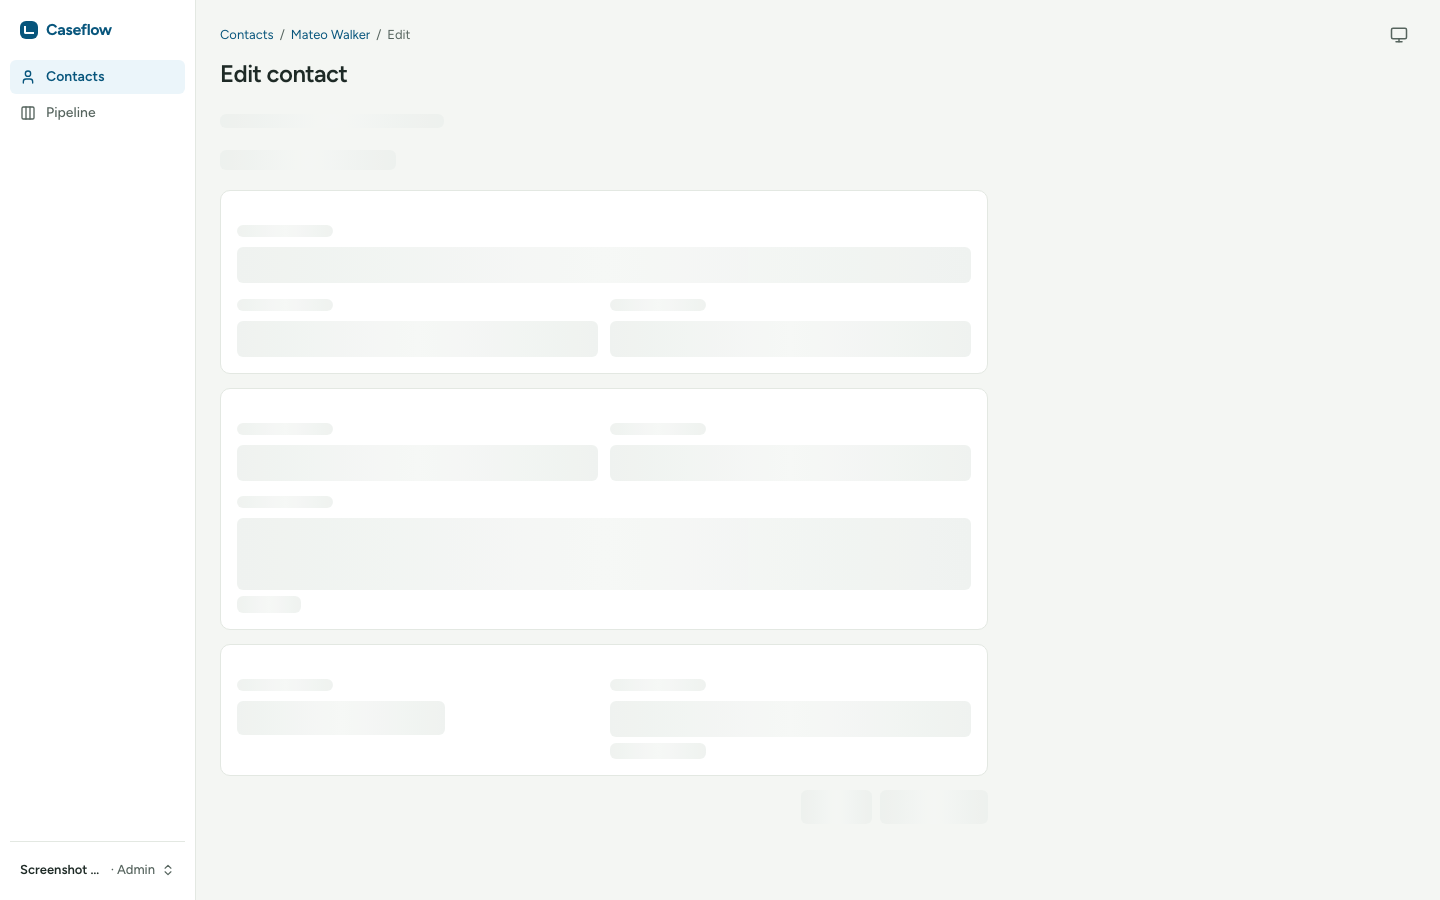 Caseflow
Contacts
Pipeline
Contacts / Mateo Walker / Edit
Edit contact
Screenshot ... · Admin